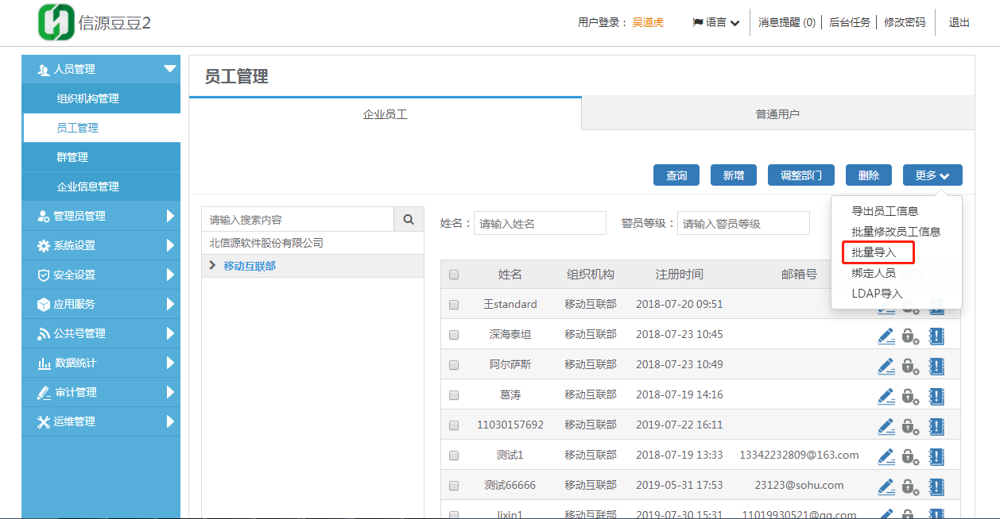 信源豆豆2
用户登录： 吴道虎 语言 消息提醒 (0) 后台任务 修改密码 退出
人员管理
组织机构管理
员工管理
群管理
企业信息管理
管理员管理
系统设置
安全设置
应用服务
公共号管理
数据统计
审计管理
运维管理
员工管理
企业员工 普通用户
查询 新增 调整部门 删除 更多
导出员工信息
批量修改员工信息
批量导入
绑定人员
LDAP导入
请输入搜索内容
北信源软件股份有限公司
移动互联部
姓名： 请输入姓名 警员等级： 请输入警员等级
姓名 组织机构 注册时间 邮箱号 操作
王standard 移动互联部 2018-07-20 09:51
深海泰坦 移动互联部 2018-07-23 10:45
阿尔萨斯 移动互联部 2018-07-23 10:49
葛涛 移动互联部 2018-07-19 14:16
11030157692 移动互联部 2019-07-22 16:11
测试1 移动互联部 2018-07-19 13:33 13342232809@163.com
测试66666 移动互联部 2019-05-31 17:53 23123@sohu.com
lixin1 移动互联部 2019-07-30 15:31 11019930521@qq.com